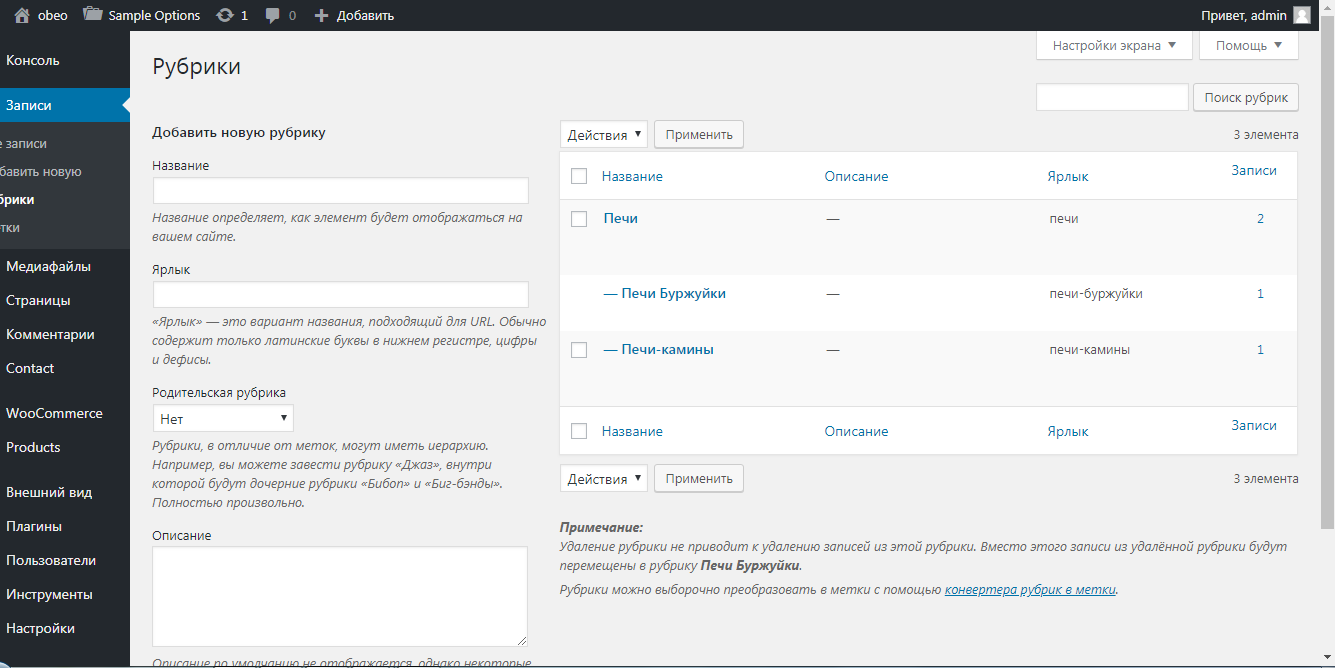 obeo Sample Options 1 0 Добавить Привет, admin
Консоль
Записи
е записи
бавить новую
брики
тки
Медиафайлы
Страницы
Комментарии
Contact
WooCommerce
Products
Внешний вид
Плагины
Пользователи
Инструменты
Настройки
Настройки экрана Помощь
Рубрики
Поиск рубрик
Добавить новую рубрику
Название
Название определяет, как элемент будет отображаться на
вашем сайте.
Ярлык
«Ярлык» — это вариант названия, подходящий для URL. Обычно
содержит только латинские буквы в нижнем регистре, цифры
и дефисы.
Родительская рубрика
Нет
Рубрики, в отличие от меток, могут иметь иерархию.
Например, вы можете завести рубрику «Джаз», внутри
которой будут дочерние рубрики «Бибоп» и «Биг-бэнды».
Полностью произвольно.
Описание
Описание по умолчанию не отображается, однако некоторые
Действия Применить 3 элемента
Название Описание Ярлык Записи
Печи — печи 2
— Печи Буржуйки — печи-буржуйки 1
— Печи-камины — печи-камины 1
Название Описание Ярлык Записи
Действия Применить 3 элемента
Примечание:
Удаление рубрики не приводит к удалению записей из этой рубрики. Вместо этого записи из удалённой рубрики будут
перемещены в рубрику Печи Буржуйки.
Рубрики можно выборочно преобразовать в метки с помощью конвертера рубрик в метки.